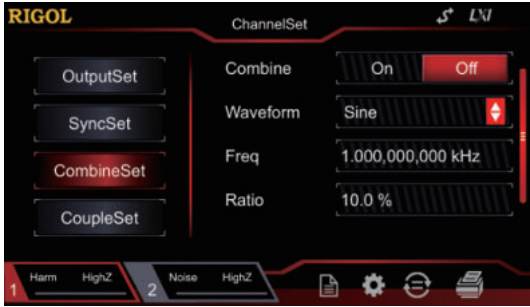 RIGOL
ChannelSet
LXI
OutputSet
SyncSet
CombineSet
CoupleSet
Combine On Off
Waveform Sine
Freq 1.000,000,000 kHz
Ratio 10.0 %
1 Harm HighZ
2 Noise HighZ